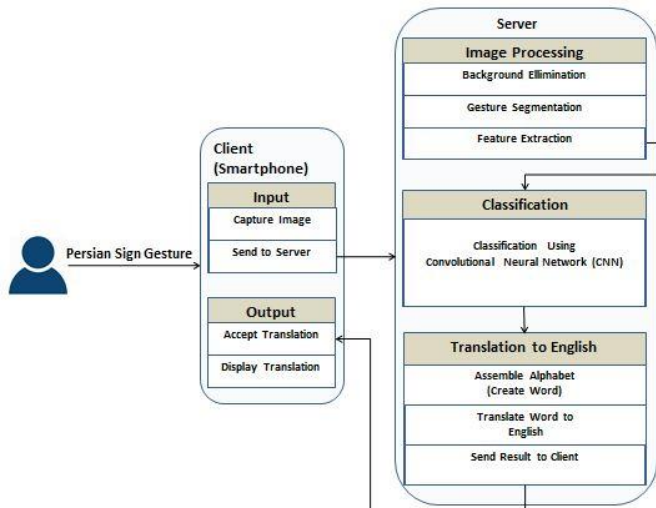 Server
Image Processing
Background Ellimination
Gesture Segmentation
Feature Extraction
Client
(Smartphone)
Input
Capture Image
Send to Server
Persian Sign Gesture
Output
Accept Translation
Display Translation
Classification
Classification Using
Convolutional Neural Network (CNN)
Translation to English
Assemble Alphabet
(Create Word)
Translate Word to
English
Send Result to Client